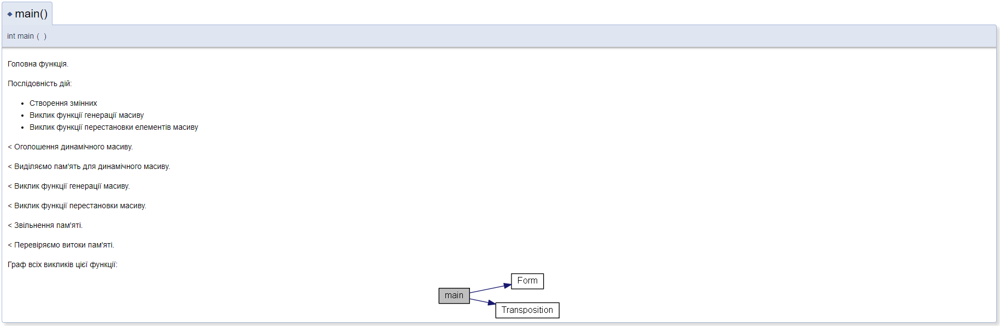 main()
int main ( )
Головна функція.
Послідовність дій:
• Створення змінних
• Виклик функції генерації масиву
• Виклик функції перестановки елементів масиву
< Оголошення динамічного масиву.
< Виділяємо пам'ять для динамічного масиву.
< Виклик функції генерації масиву.
< Виклик функції перестановки масиву.
< Звільнення пам'яті.
< Перевіряємо витоки пам'яті.
Граф всіх викликів цієї функції:
Form
main
Transposition